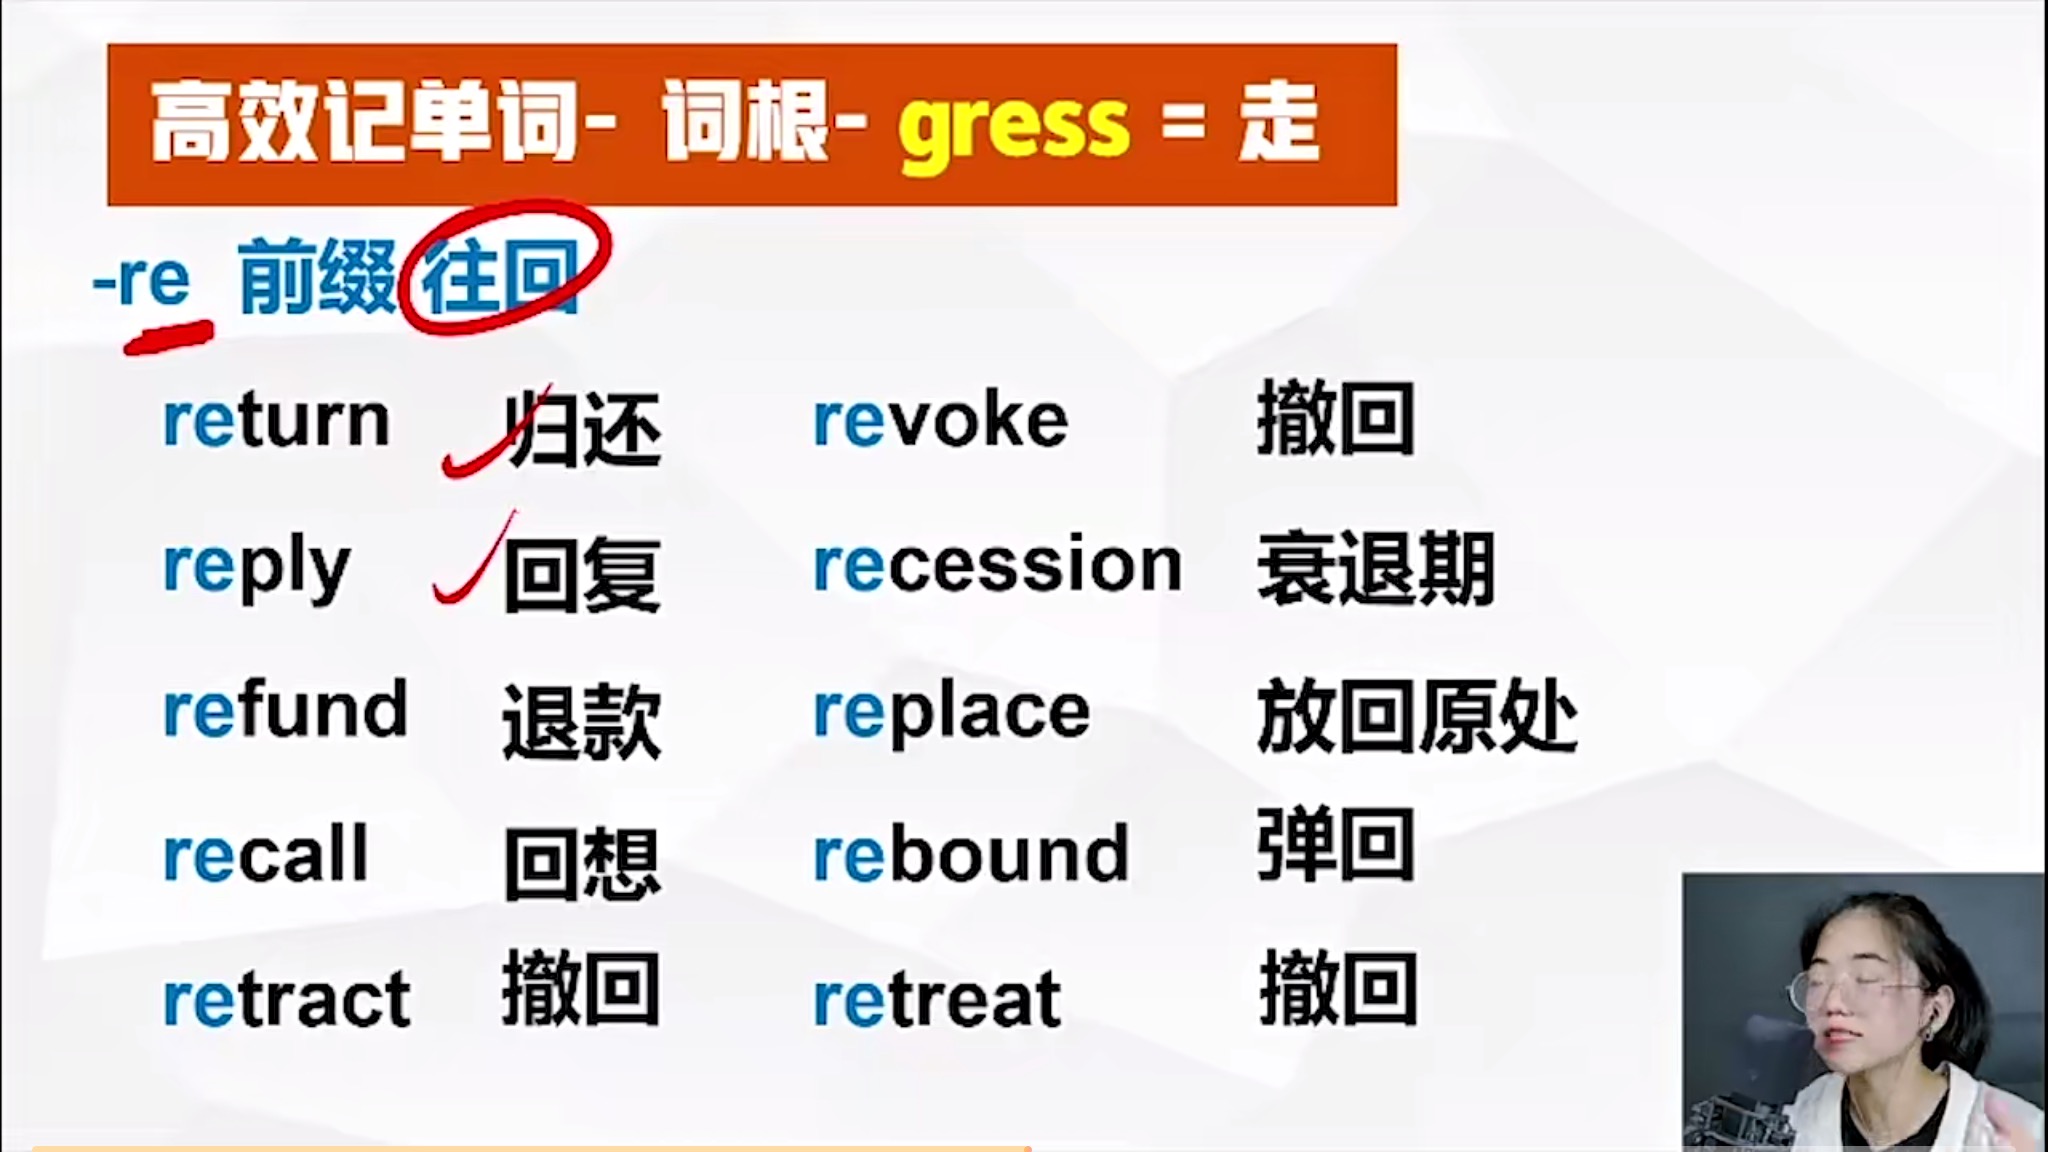 高效记单词- 词根- gress = 走
-re 前缀 往回
return 归还 revoke 撤回
reply 回复 recession 衰退期
refund 退款 replace 放回原处
recall 回想 rebound 弹回
retract 撤回 retreat 撤回